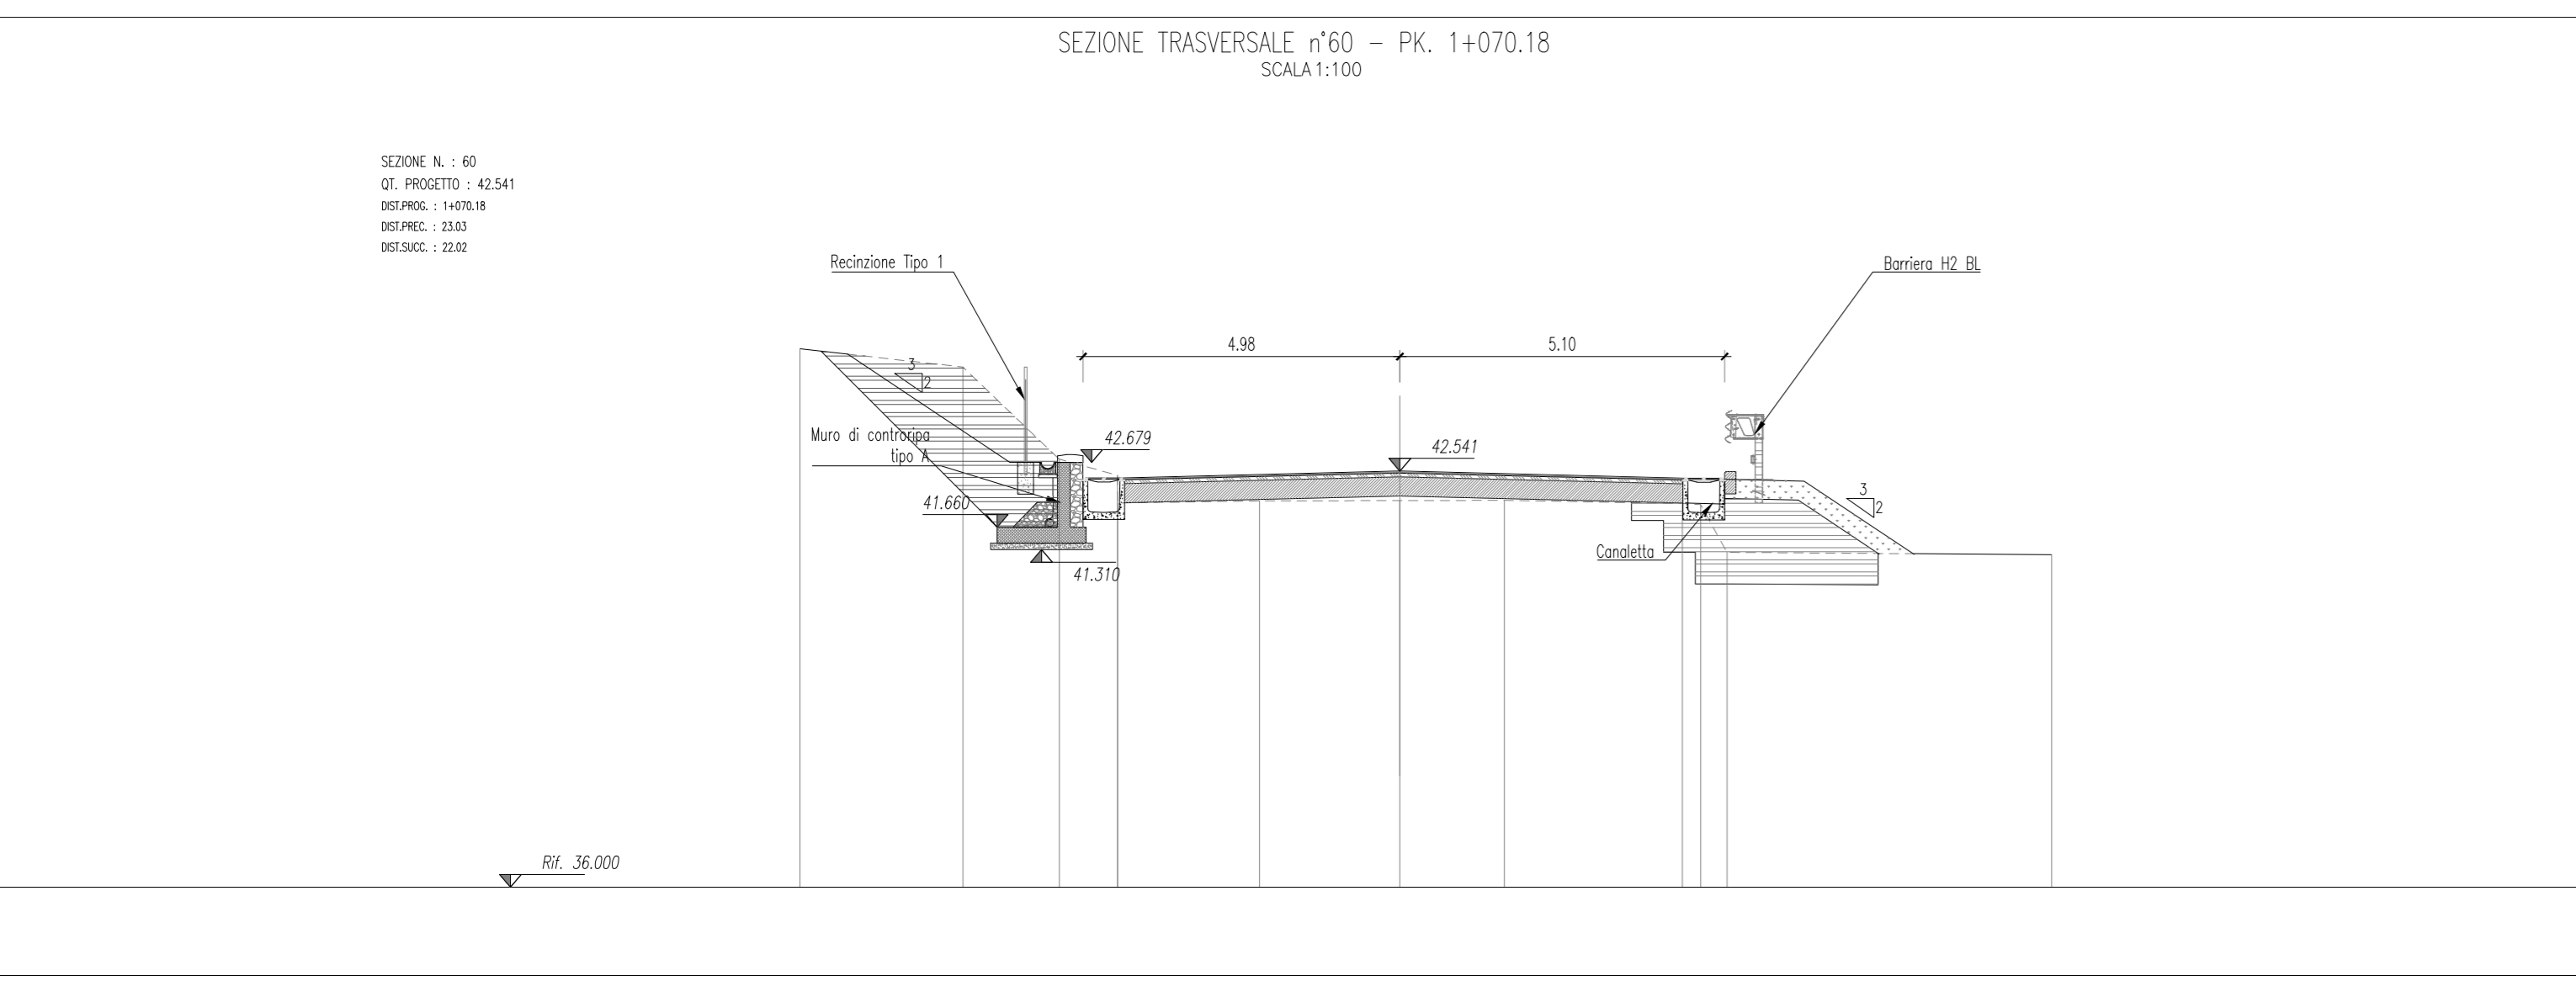 SEZIONE TRASVERSALE n°60 – PK. 1+070.18
SCALA 1:100
SEZIONE N. : 60
QT. PROGETTO : 42.541
DIST.PROG. : 1+070.18
DIST.PREC. : 23.03
DIST.SUCC. : 22.02
Recinzione Tipo 1
Barriera H2 BL
4.98
5.10
3
2
Muro di controripa
tipo A
42.679
42.541
41.660
3
2
Canaletta
41.310
Rif. 36.000